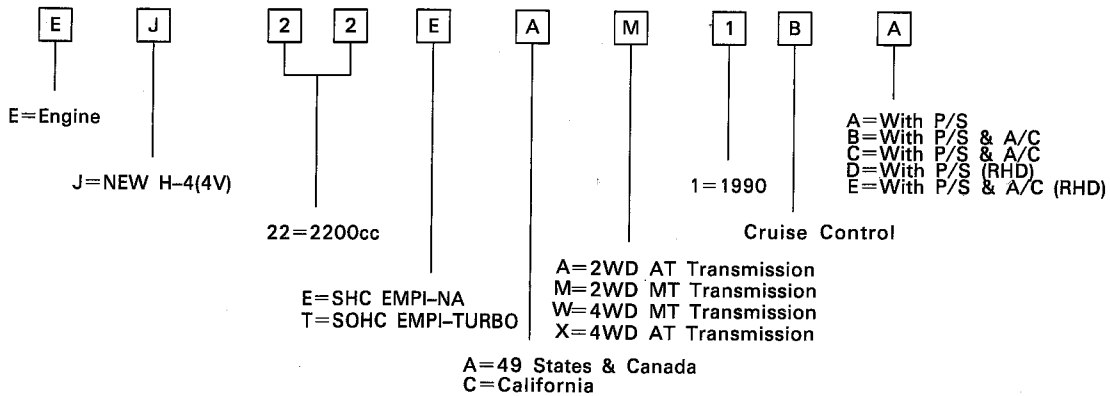 E J 2 2 E A M 1 B A
E=Engine
J=NEW H-4(4V)
22=2200cc
E=SHC EMPI-NA
T=SOHC EMPI-TURBO
A=49 States & Canada
C=California
A=2WD AT Transmission
M=2WD MT Transmission
W=4WD MT Transmission
X=4WD AT Transmission
1=1990
Cruise Control
A=With P/S
B=With P/S & A/C
C=With P/S & A/C
D=With P/S (RHD)
E=With P/S & A/C (RHD)